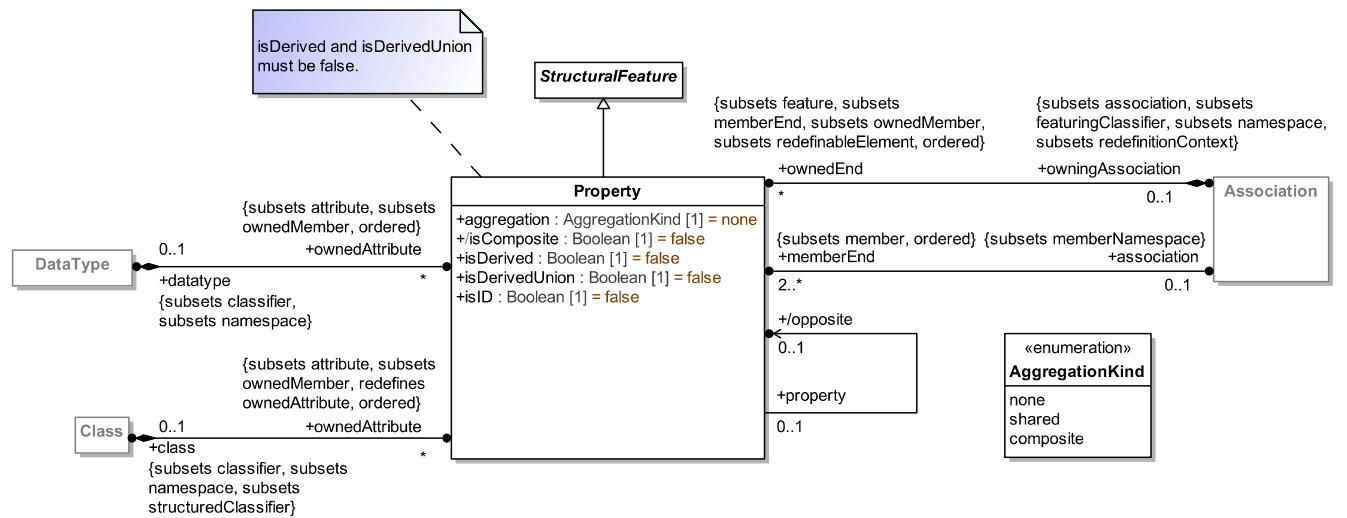 isDerived and isDerivedUnion
must be false.
StructuralFeature
{subsets feature, subsets
memberEnd, subsets ownedMember,
subsets redefinableElement, ordered}
+ownedEnd
*
{subsets association, subsets
featuringClassifier, subsets namespace,
subsets redefinitionContext}
+owningAssociation
0..1
Association
Property
+aggregation : AggregationKind [1] = none
+/isComposite : Boolean [1] = false
+isDerived : Boolean [1] = false
+isDerivedUnion : Boolean [1] = false
+isID : Boolean [1] = false
{subsets attribute, subsets
ownedMember, ordered}
+ownedAttribute
*
0..1
DataType
+datatype
{subsets classifier,
subsets namespace}
{subsets member, ordered}
+memberEnd
2..*
{subsets memberNamespace}
+association
0..1
+/opposite
0..1
+property
0..1
«enumeration»
AggregationKind
none
shared
composite
{subsets attribute, subsets
ownedMember, redefines
ownedAttribute, ordered}
+ownedAttribute
*
0..1
Class
+class
{subsets classifier, subsets
namespace, subsets
structuredClassifier}